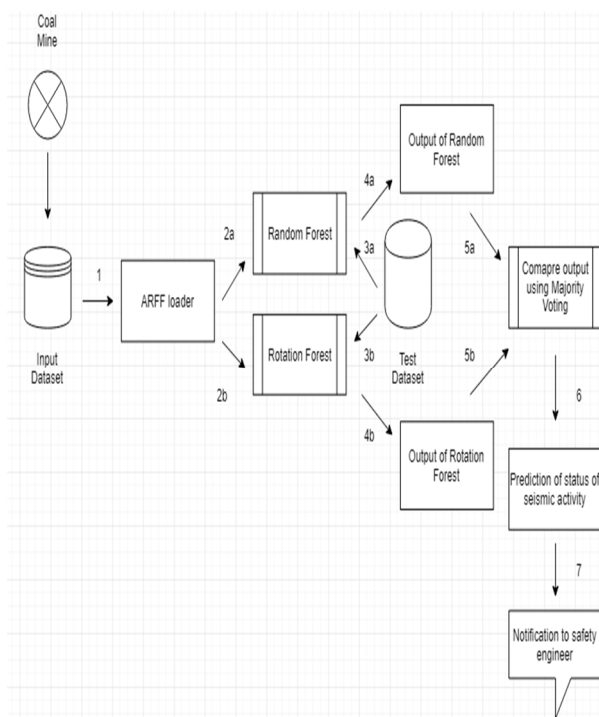 Coal
Mine
Input
Dataset
1
ARFF loader
2a
2b
Random Forest
Rotation Forest
3a
3b
Test
Dataset
4a
4b
Output of Random
Forest
Output of Rotation
Forest
5a
5b
Comapre output
using Majority
Voting
6
Prediction of status of
seismic activity
7
Notification to safety
engineer